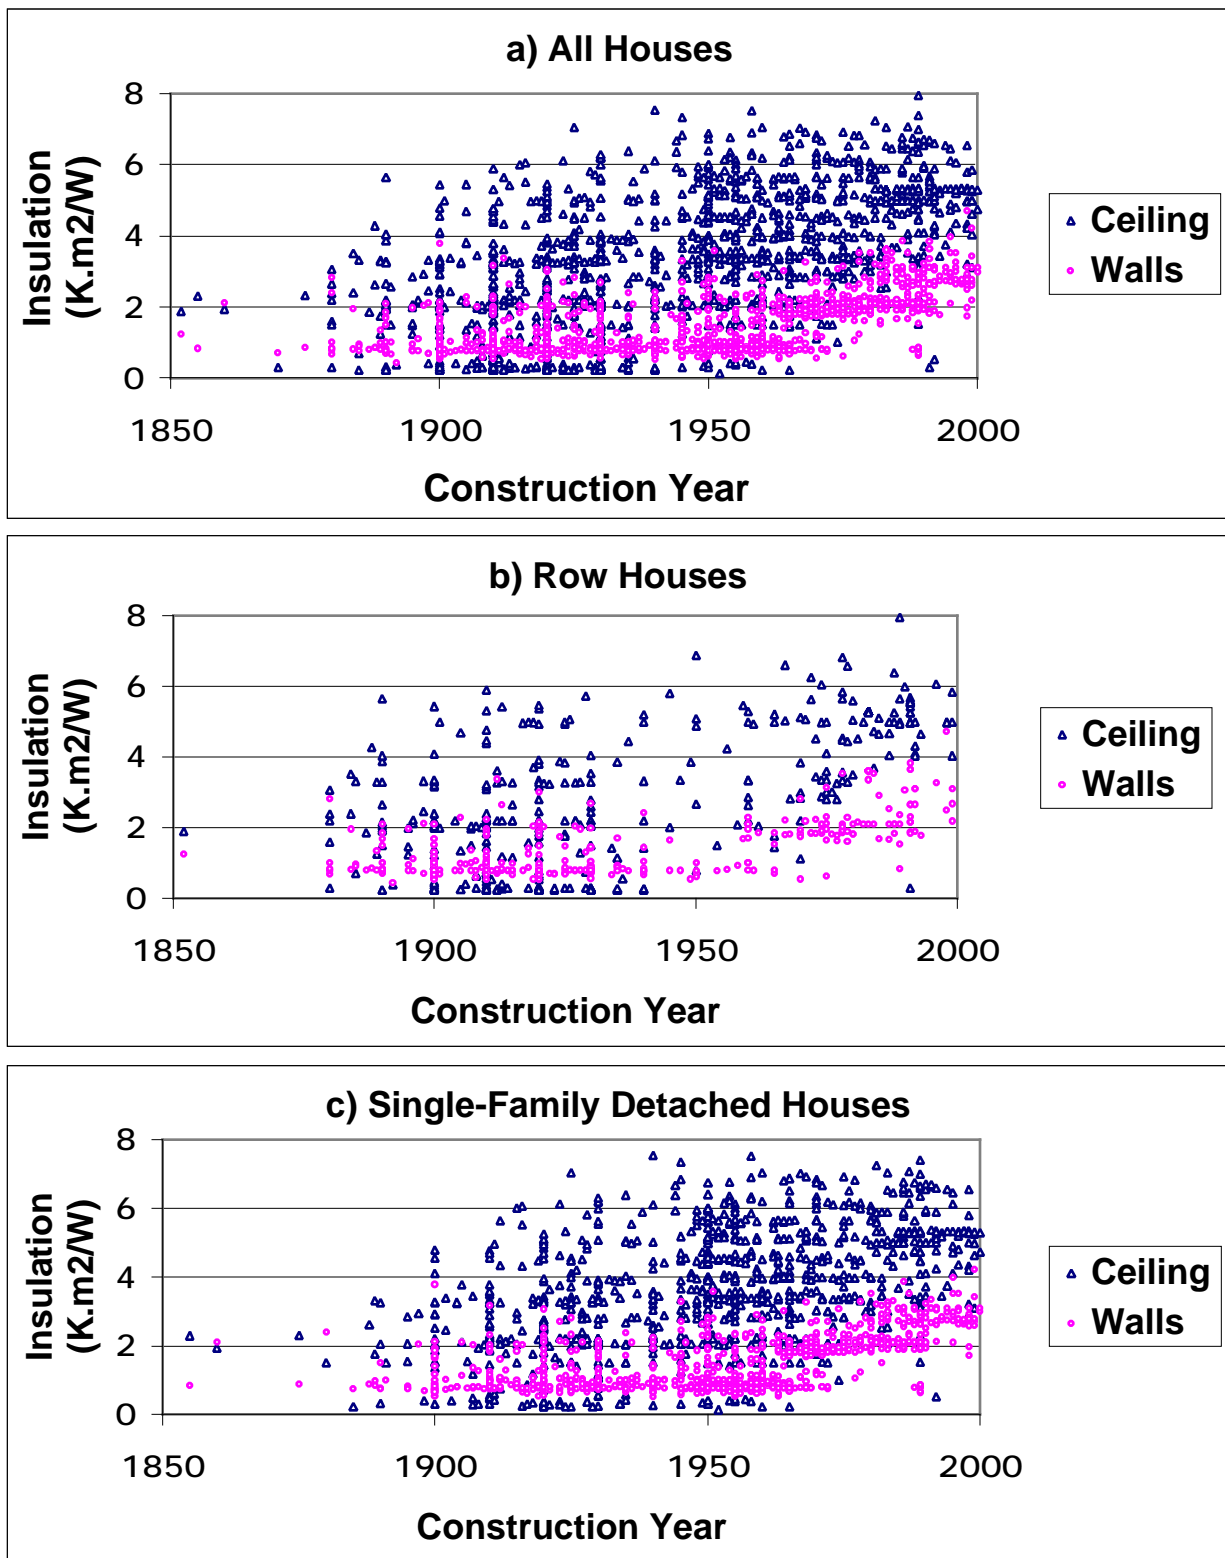 a) All Houses
Insulation
(K.m2/W)
8
6
4
2
0
1850 1900 1950 2000
Construction Year
Ceiling
Walls
b) Row Houses
Insulation
(K.m2/W)
8
6
4
2
0
1850 1900 1950 2000
Construction Year
Ceiling
Walls
c) Single-Family Detached Houses
Insulation
(K.m2/W)
8
6
4
2
0
1850 1900 1950 2000
Construction Year
Ceiling
Walls